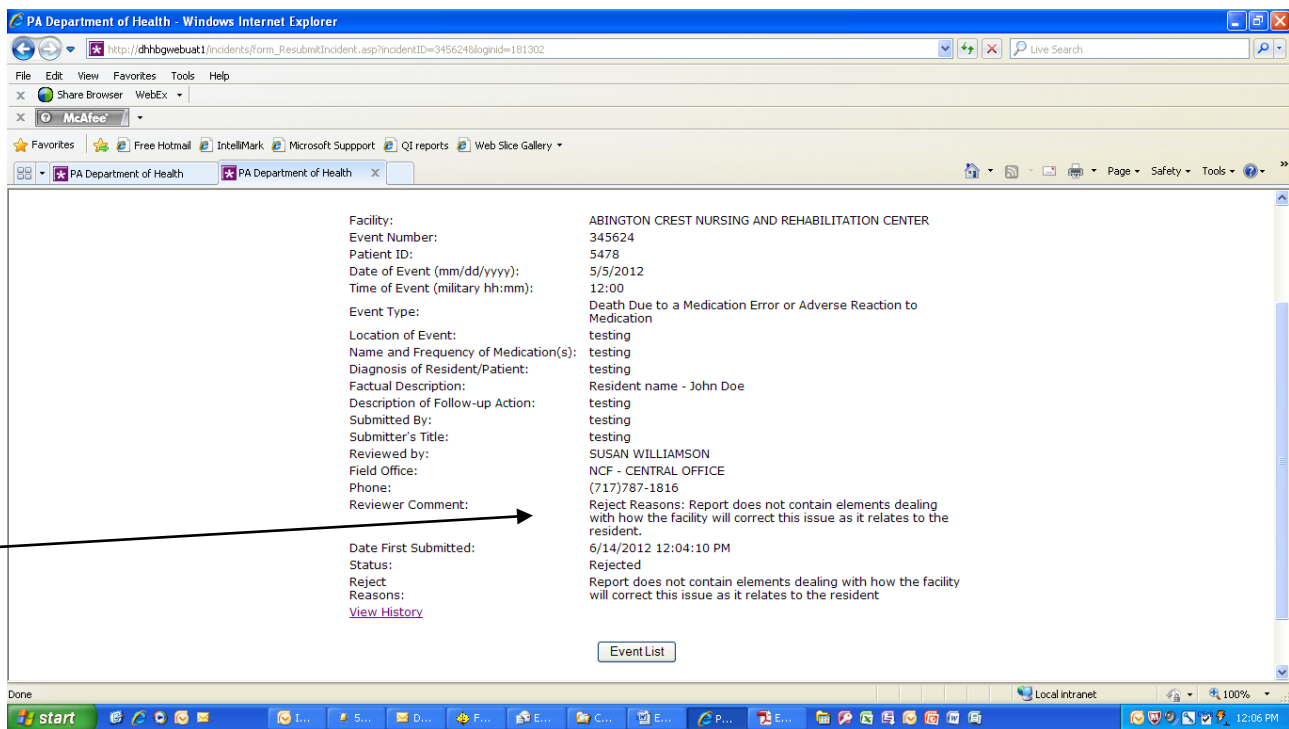 PA Department of Health - Windows Internet Explorer
http://dhhbgwebuat1/incidents/form_ResubmitIncident.asp?incidentID=345624&loginid=181302
Live Search
File Edit View Favorites Tools Help
x Share Browser WebEx
x McAfee
Favorites Free Hotmail IntelliMark Microsoft Suppport QI reports Web Slice Gallery
PA Department of Health PA Department of Health X Page Safety Tools »
Facility: ABINGTON CREST NURSING AND REHABILITATION CENTER
Event Number: 345624
Patient ID: 5478
Date of Event (mm/dd/yyyy): 5/5/2012
Time of Event (military hh:mm): 12:00
Event Type: Death Due to a Medication Error or Adverse Reaction to
Medication
Location of Event: testing
Name and Frequency of Medication(s): testing
Diagnosis of Resident/Patient: testing
Factual Description: Resident name - John Doe
Description of Follow-up Action: testing
Submitted By: testing
Submitter's Title: testing
Reviewed by: SUSAN WILLIAMSON
Field Office: NCF - CENTRAL OFFICE
Phone: (717)787-1816
Reviewer Comment: Reject Reasons: Report does not contain elements dealing
with how the facility will correct this issue as it relates to the
resident.
Date First Submitted: 6/14/2012 12:04:10 PM
Status: Rejected
Reject Report does not contain elements dealing with how the facility
Reasons: will correct this issue as it relates to the resident
View History
Event List
Done Local intranet 100%
start I... 5... D... F... E... C... E... P... E... 12:06 PM